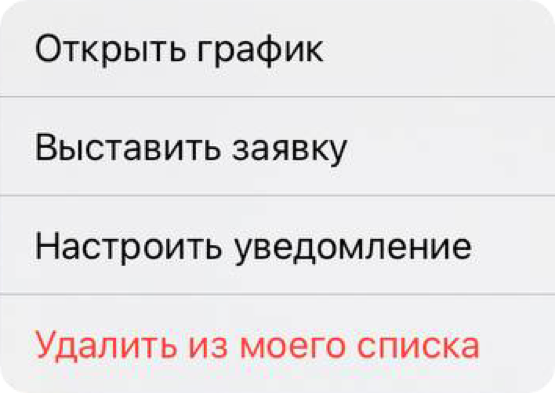 Открыть график
Выставить заявку
Настроить уведомление
Удалить из моего списка